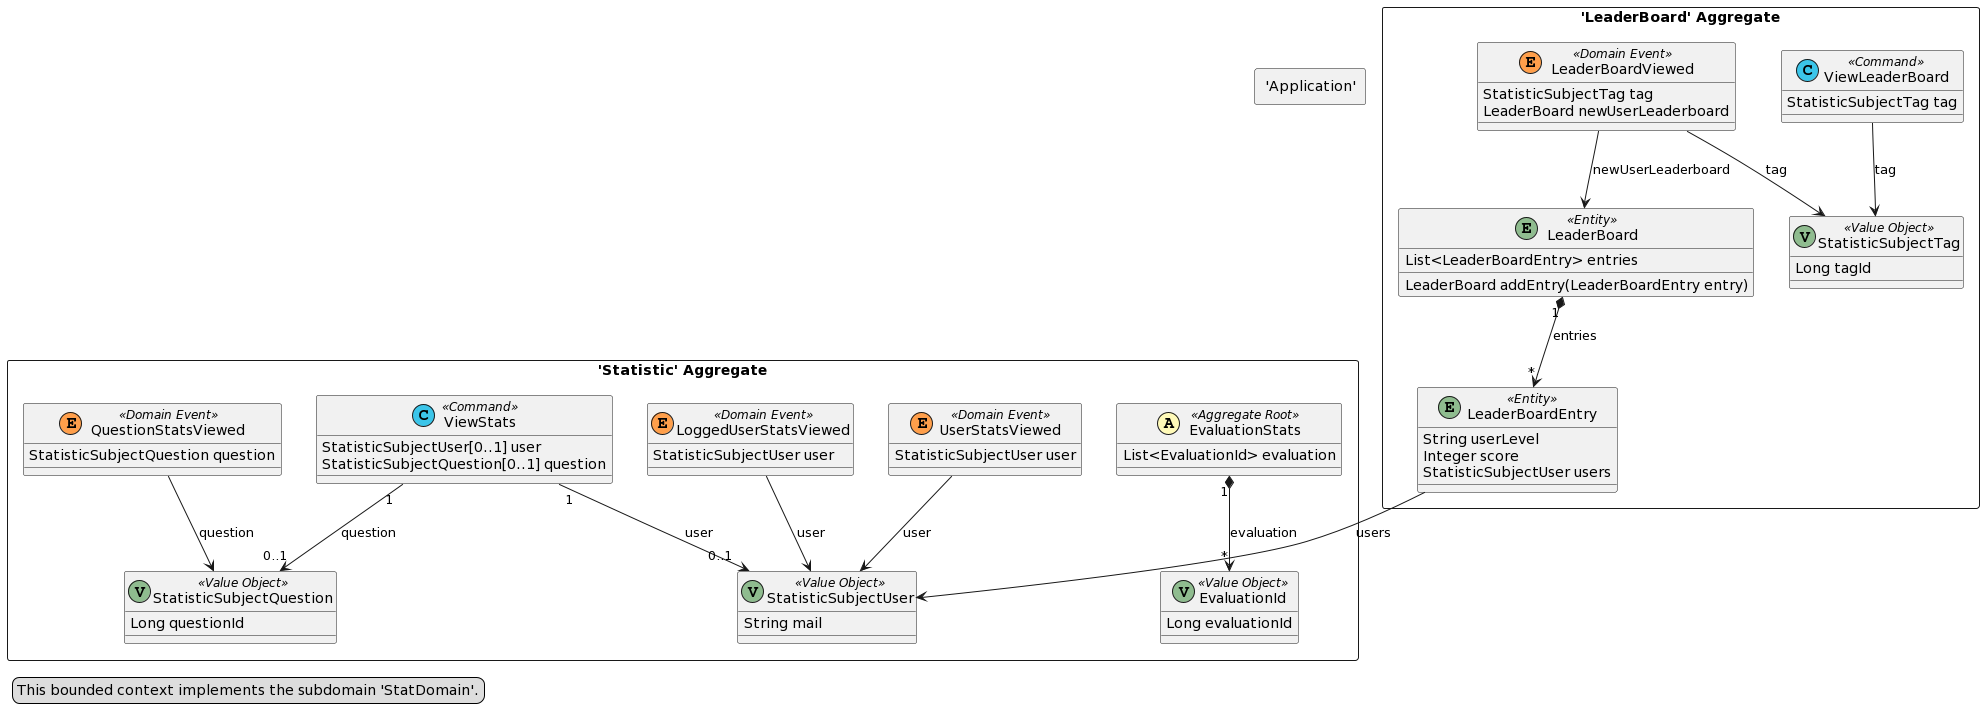 'LeaderBoard' Aggregate
'Application'
E
«Domain Event»
LeaderBoardViewed
StatisticSubjectTag tag
LeaderBoard newUserLeaderboard
C
«Command»
ViewLeaderBoard
StatisticSubjectTag tag
newUserLeaderboard
tag
tag
E
«Entity»
LeaderBoard
List<LeaderBoardEntry> entries
LeaderBoard addEntry(LeaderBoardEntry entry)
V
«Value Object»
StatisticSubjectTag
Long tagId
1
entries
*
E
«Entity»
LeaderBoardEntry
String userLevel
Integer score
StatisticSubjectUser users
users
'Statistic' Aggregate
E
«Domain Event»
QuestionStatsViewed
StatisticSubjectQuestion question
C
«Command»
ViewStats
StatisticSubjectUser[0..1] user
StatisticSubjectQuestion[0..1] question
E
«Domain Event»
LoggedUserStatsViewed
StatisticSubjectUser user
E
«Domain Event»
UserStatsViewed
StatisticSubjectUser user
A
«Aggregate Root»
EvaluationStats
List<EvaluationId> evaluation
question
1
question
0..1
1
user
0..1
user
user
1
evaluation
*
V
«Value Object»
StatisticSubjectQuestion
Long questionId
V
«Value Object»
StatisticSubjectUser
String mail
V
«Value Object»
EvaluationId
Long evaluationId
This bounded context implements the subdomain 'StatDomain'.